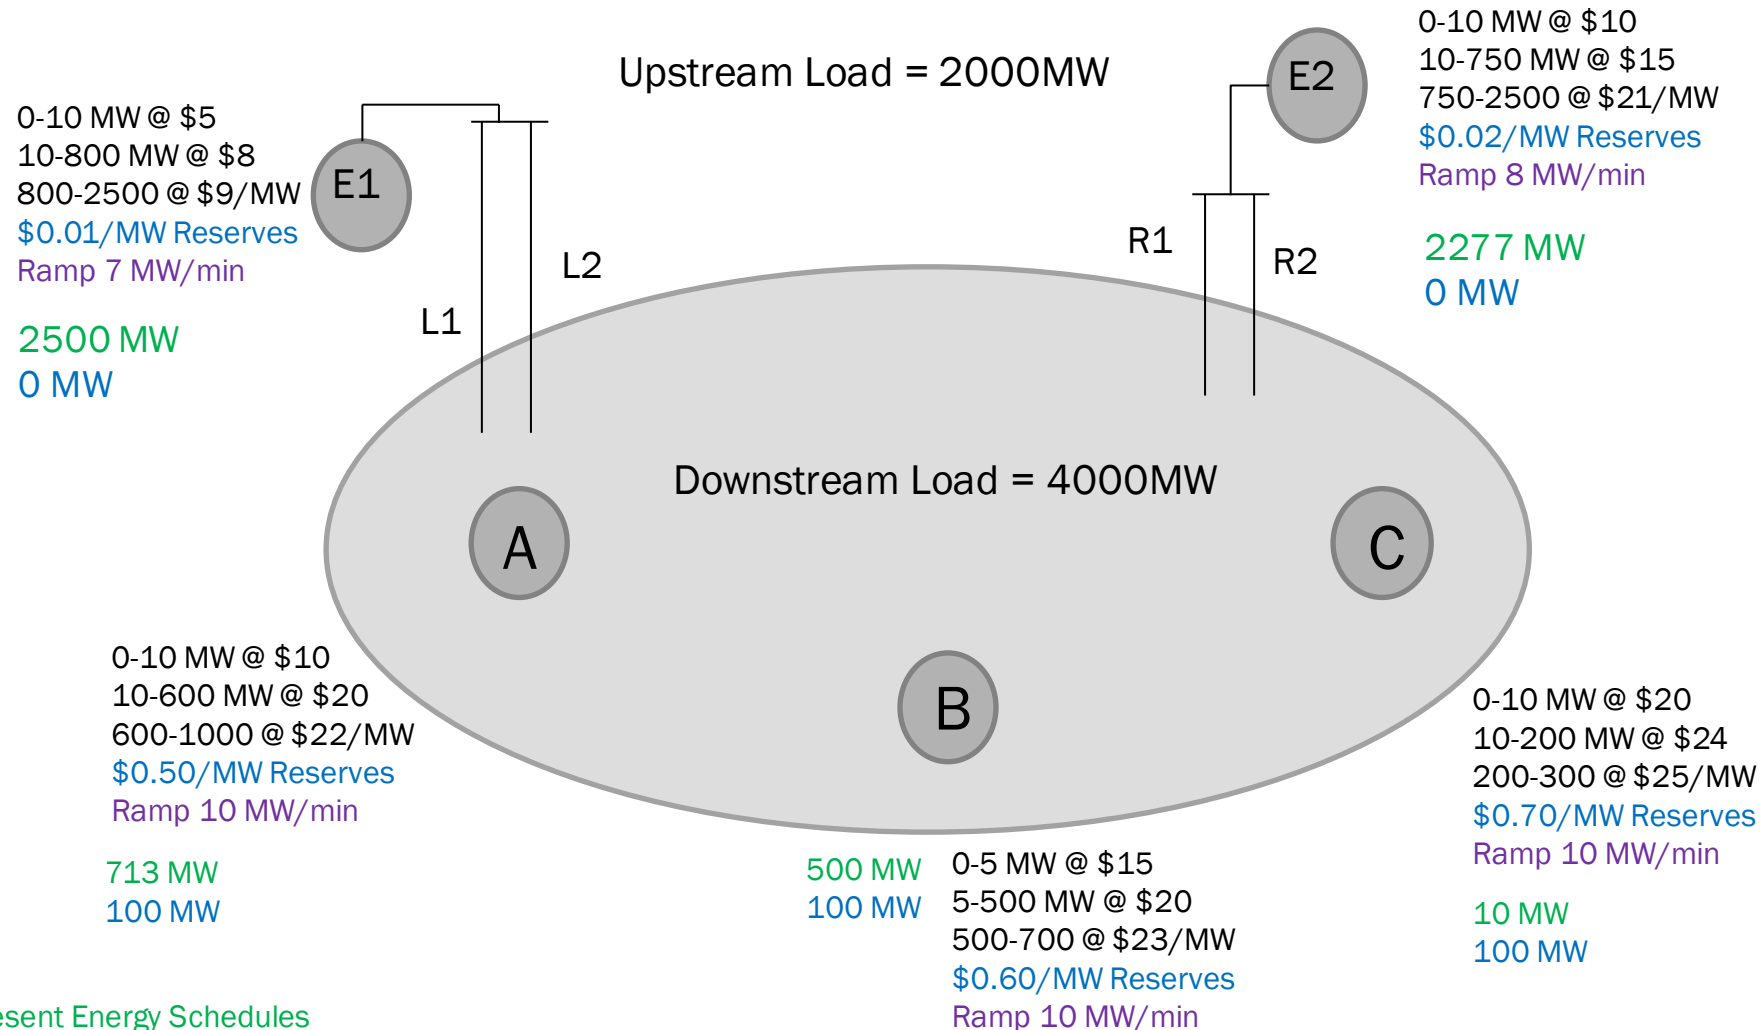 Upstream Load = 2000MW
0-10 MW @ $5
10-800 MW @ $8
800-2500 @ $9/MW
$0.01/MW Reserves
Ramp 7 MW/min
2500 MW
0 MW
E1
L1
L2
E2
0-10 MW @ $10
10-750 MW @ $15
750-2500 @ $21/MW
$0.02/MW Reserves
Ramp 8 MW/min
2277 MW
0 MW
R1
R2
Downstream Load = 4000MW
A
B
C
0-10 MW @ $10
10-600 MW @ $20
600-1000 @ $22/MW
$0.50/MW Reserves
Ramp 10 MW/min
713 MW
100 MW
500 MW
100 MW
0-5 MW @ $15
5-500 MW @ $20
500-700 @ $23/MW
$0.60/MW Reserves
Ramp 10 MW/min
0-10 MW @ $20
10-200 MW @ $24
200-300 @ $25/MW
$0.70/MW Reserves
Ramp 10 MW/min
10 MW
100 MW
Energy Schedules